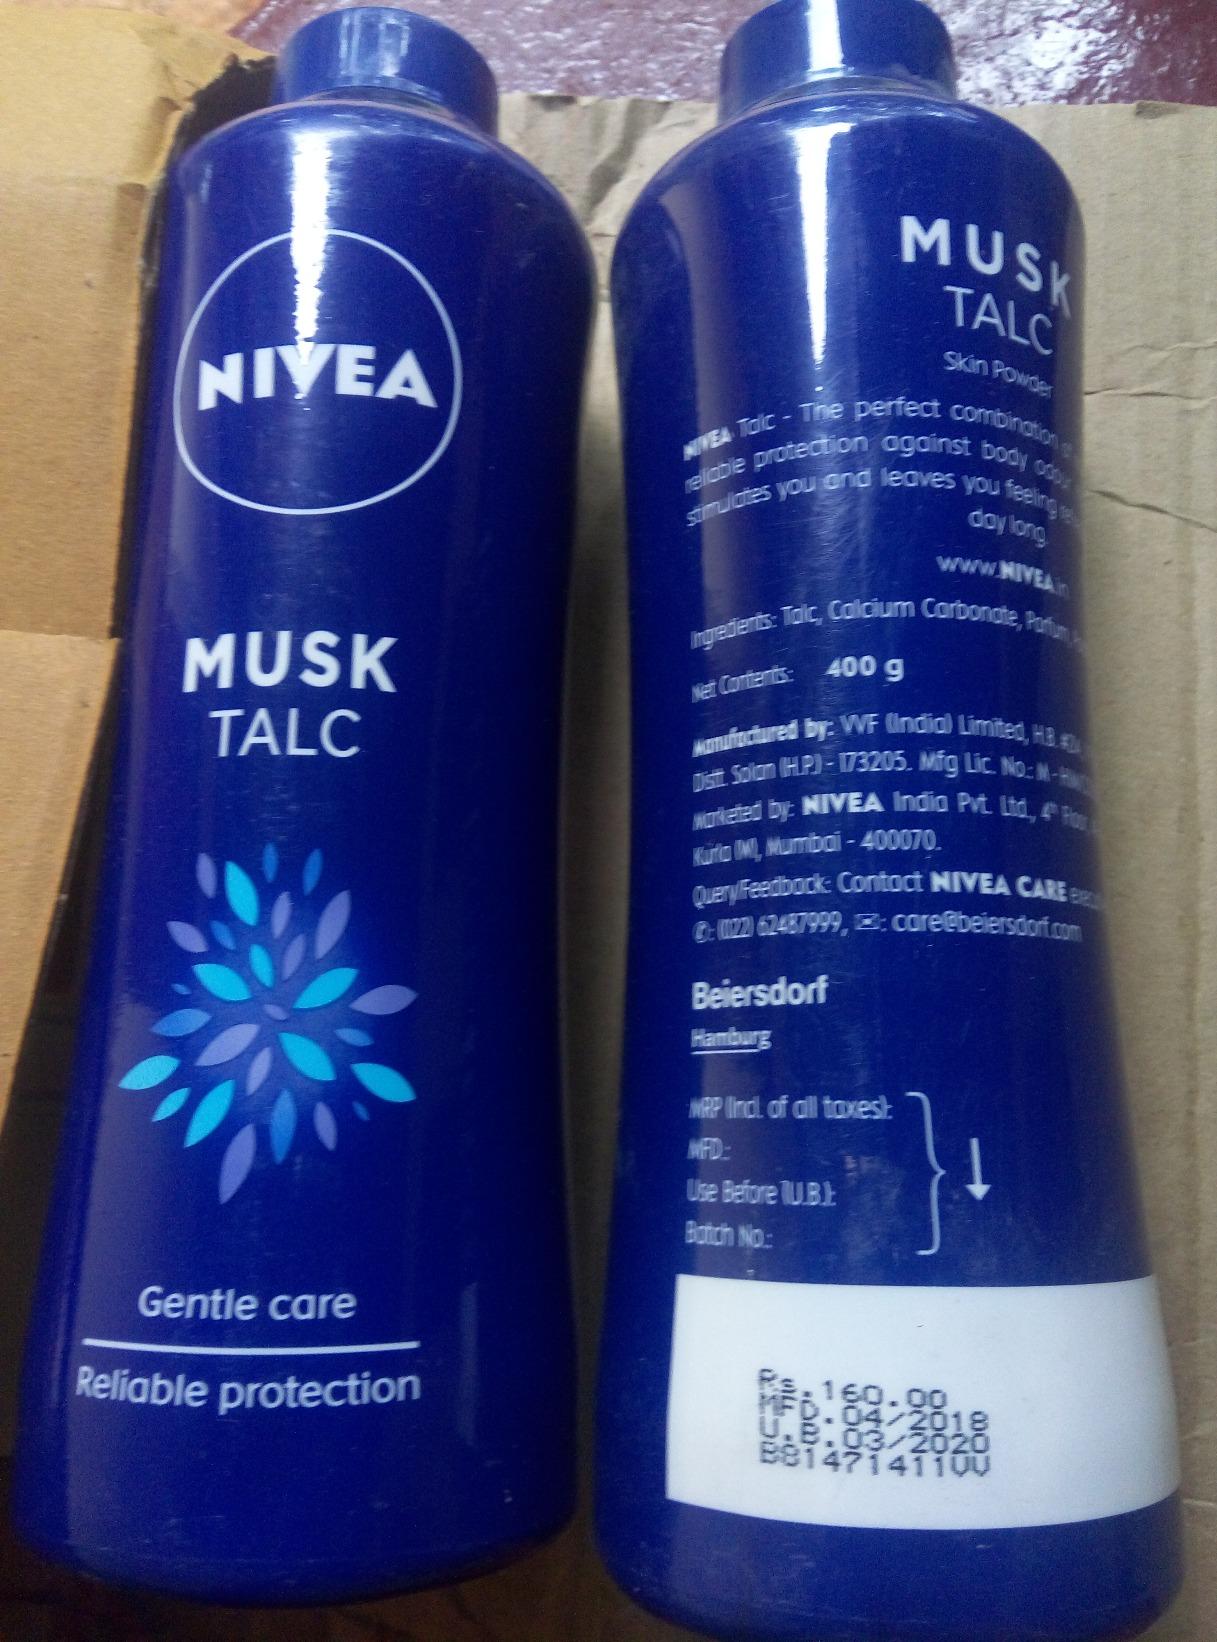 NIVEA
MUSK
TALC
Gentle care
Reliable protection
MUSK
TALC
Skin Powder
NIVEA Talc - The perfect combination
reliable protection against body odour
stimulates you and leaves you feeling
day long.
www.NIVEA.in
Ingredients: Talc, Calcium Carbonate, Parfum,
Net Contents: 400 g
Manufactured by: VVF (India) Limited, H.B.
Distt. Solan (H.P.) - 173205. Mfg Lic. No.: M -
Marketed by: NIVEA India Pvt. Ltd., 4th Floor
Kurla (W), Mumbai - 400070.
Query/Feedback: Contact NIVEA CARE
✆: (022) 62487999, ✉: care@beiersdorf.com
Beiersdorf
Hamburg
MRP (Incl. of all taxes):
MFD.:
Use Before (U.B.):
Batch No.:
Rs.160.00
MFD.04/2018
U.B.03/2020
B81471411VV